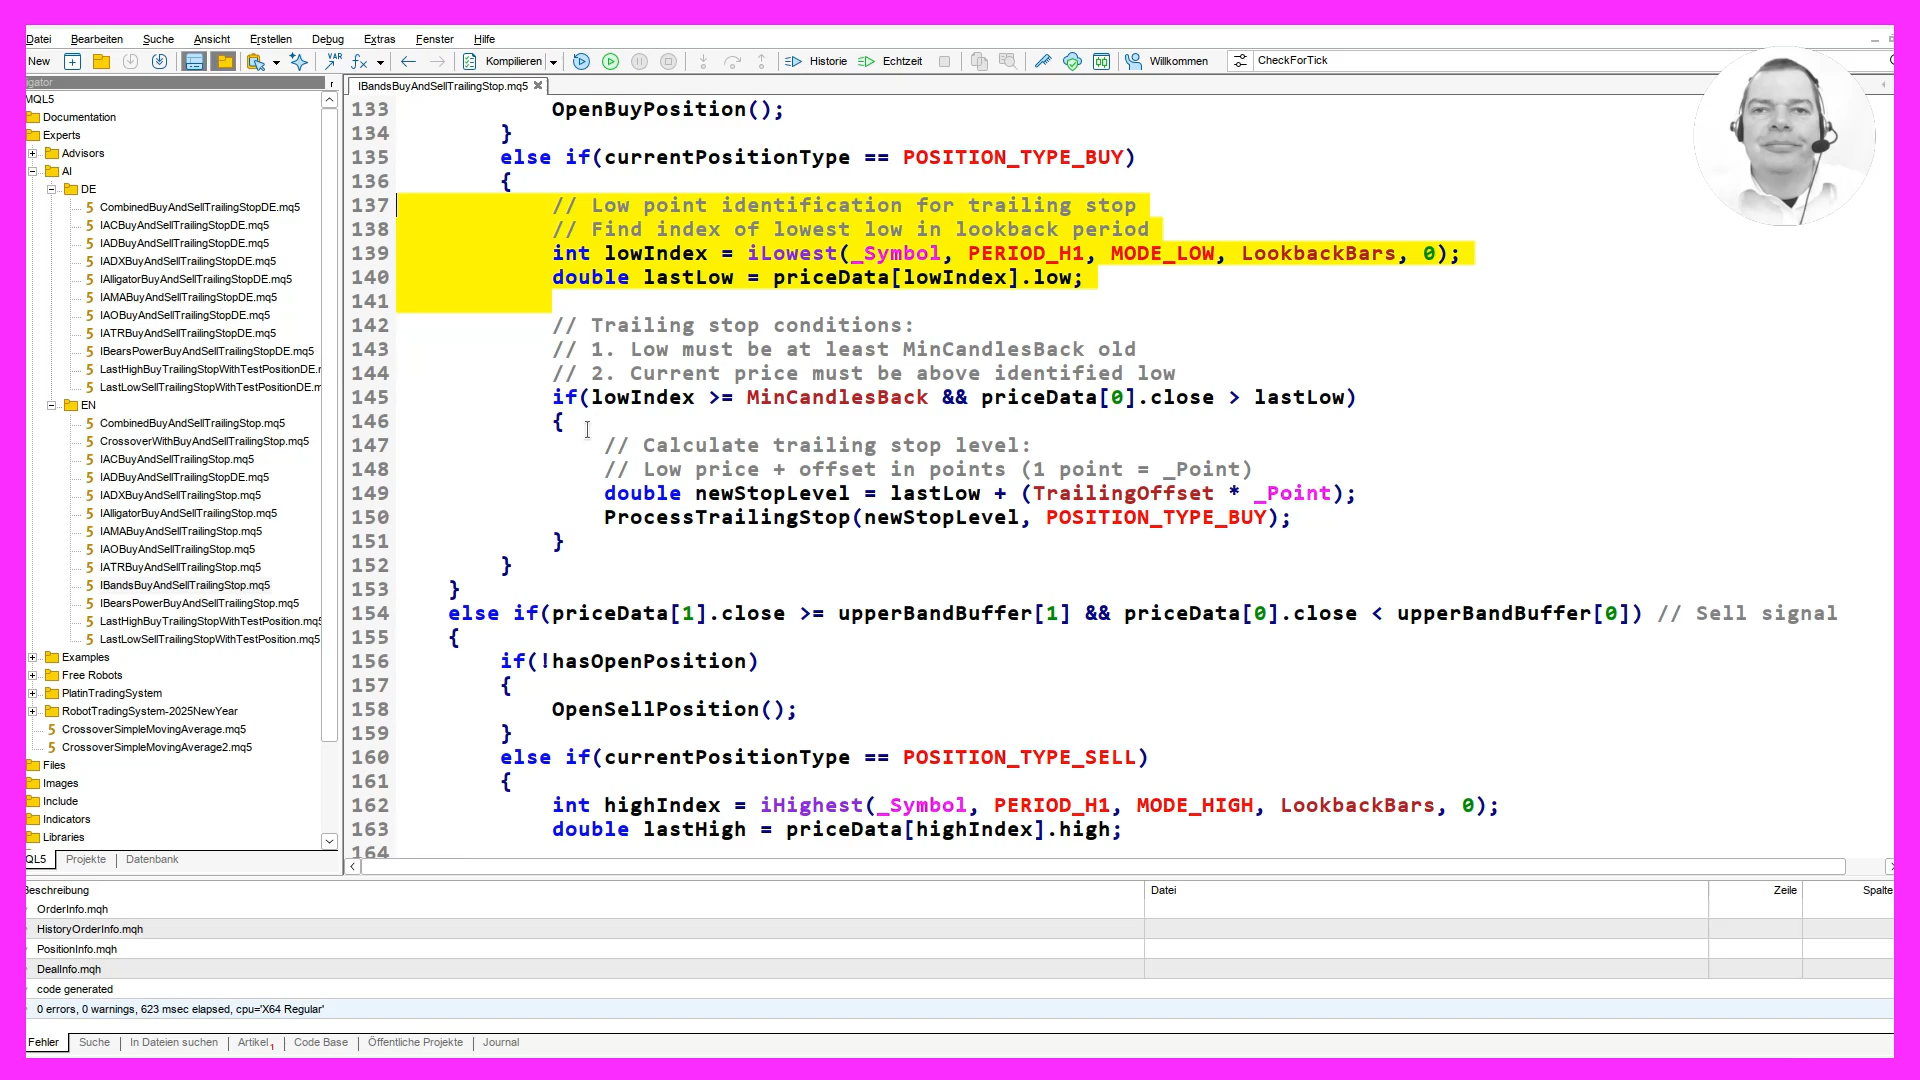 Datei Bearbeiten Suche Ansicht Erstellen Debug Extras Fenster Hilfe
New VAR Kompilieren Historie Echtzeit Willkommen CheckForTick
igator
IBandsBuyAndSellTrailingStop.mq5
MQL5
Documentation
Experts
Advisors
AI
DE
CombinedBuyAndSellTrailingStopDE.mq5
IACBuyAndSellTrailingStopDE.mq5
IADBuyAndSellTrailingStopDE.mq5
IADXBuyAndSellTrailingStopDE.mq5
IAlligatorBuyAndSellTrailingStopDE.mq5
IAMABuyAndSellTrailingStopDE.mq5
IAOBuyAndSellTrailingStopDE.mq5
IATRBuyAndSellTrailingStopDE.mq5
IBearsPowerBuyAndSellTrailingStopDE.mq5
LastHighBuyTrailingStopWithTestPositionDE.r
LastLowSellTrailingStopWithTestPositionDE.m
EN
CombinedBuyAndSellTrailingStop.mq5
CrossoverWithBuyAndSellTrailingStop.mq5
IACBuyAndSellTrailingStop.mq5
IADBuyAndSellTrailingStopDE.mq5
IADXBuyAndSellTrailingStop.mq5
IAlligatorBuyAndSellTrailingStop.mq5
IAMABuyAndSellTrailingStop.mq5
IAOBuyAndSellTrailingStop.mq5
IATRBuyAndSellTrailingStop.mq5
IBandsBuyAndSellTrailingStop.mq5
IBearsPowerBuyAndSellTrailingStop.mq5
LastHighBuyTrailingStopWithTestPosition.mq5
LastLowSellTrailingStopWithTestPosition.mq5
Examples
Free Robots
PlatinTradingSystem
RobotTradingSystem-2025NewYear
CrossoverSimpleMovingAverage.mq5
CrossoverSimpleMovingAverage2.mq5
Files
Images
Include
Indicators
Libraries
QL5 Projekte Datenbank
133 OpenBuyPosition();
134 }
135 else if(currentPositionType == POSITION_TYPE_BUY)
136 {
137 // Low point identification for trailing stop
138 // Find index of lowest low in lookback period
139 int lowIndex = iLowest(_Symbol, PERIOD_H1, MODE_LOW, LookbackBars, 0);
140 double lastLow = priceData[lowIndex].low;
141
142 // Trailing stop conditions:
143 // 1. Low must be at least MinCandlesBack old
144 // 2. Current price must be above identified low
145 if(lowIndex >= MinCandlesBack && priceData[0].close > lastLow)
146 {
147 // Calculate trailing stop level:
148 // Low price + offset in points (1 point = _Point)
149 double newStopLevel = lastLow + (TrailingOffset * _Point);
150 ProcessTrailingStop(newStopLevel, POSITION_TYPE_BUY);
151 }
152 }
153 }
154 else if(priceData[1].close >= upperBandBuffer[1] && priceData[0].close < upperBandBuffer[0]) // Sell signal
155 {
156 if(!hasOpenPosition)
157 {
158 OpenSellPosition();
159 }
160 else if(currentPositionType == POSITION_TYPE_SELL)
161 {
162 int highIndex = iHighest(_Symbol, PERIOD_H1, MODE_HIGH, LookbackBars, 0);
163 double lastHigh = priceData[highIndex].high;
164
Beschreibung Datei Zeile Spalte
OrderInfo.mqh
HistoryOrderInfo.mqh
PositionInfo.mqh
DealInfo.mqh
code generated
0 errors, 0 warnings, 623 msec elapsed, cpu='X64 Regular'
Fehler Suche In Dateien suchen Artikel 1 Code Base Öffentliche Projekte Journal